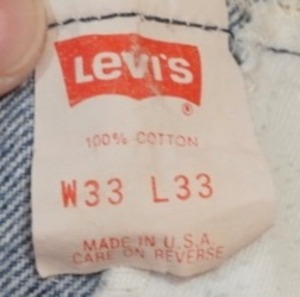 Levi's
®
100% COTTON
W33 L33
MADE IN U.S.A.
CARE ON REVERSE